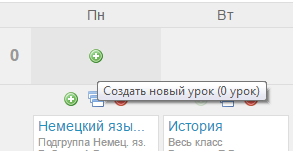 Пн Вт
0
Создать новый урок (0 урок)
Немецкий язы... История
Подгруппа Немец. яз. Весь класс